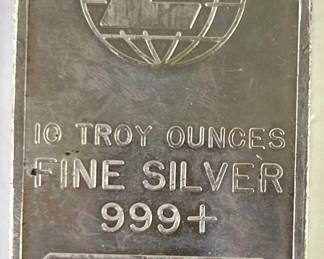 10 TROY OUNCES
FINE SILVER
999+